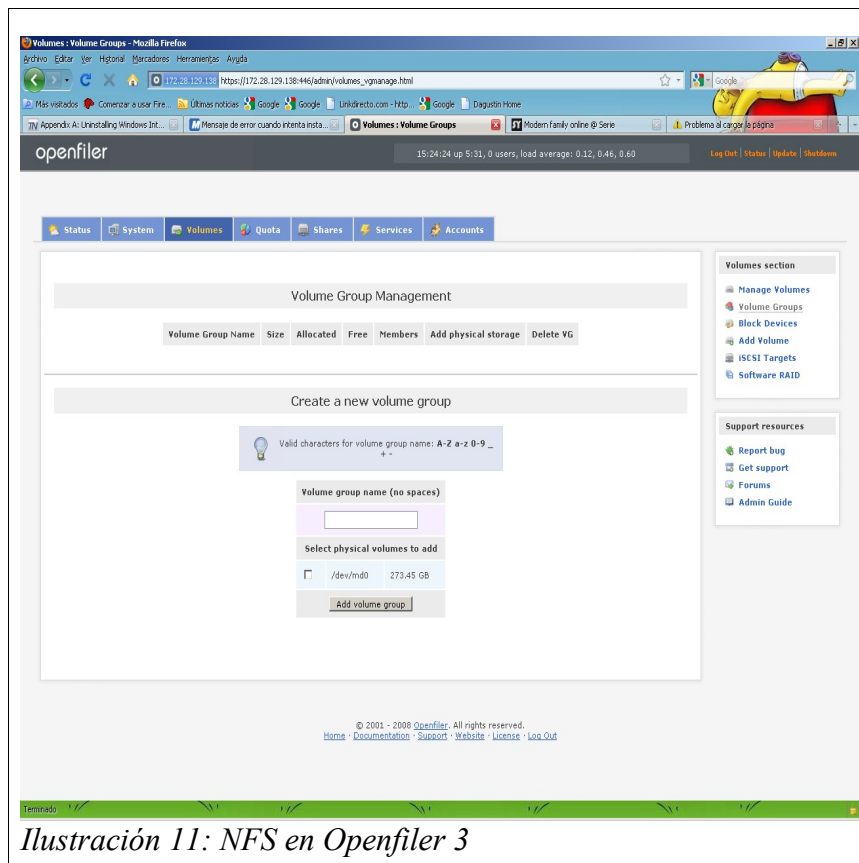 Volumes : Volume Groups - Mozilla Firefox
Archivo Editar Ver Historial Marcadores Herramientas Ayuda
172.28.129.138 https://172.28.129.138:446/admin/volumes_vgmanage.html
Google
Más visitados Comenzar a usar Fire... Últimas noticias Google Google Linkdirecto.com - http... Google Dagustin Home
Appendix A: Uninstalling Windows Int... Mensaje de error cuando intenta insta... Volumes : Volume Groups Modern family online @ Serie Problema al cargar la página
openfiler
15:24:24 up 5:31, 0 users, load average: 0.12, 0.46, 0.60
Log Out | Status | Update | Shutdown
Status System Volumes Quota Shares Services Accounts
Volume Group Management
Volume Group Name Size Allocated Free Members Add physical storage Delete VG
Create a new volume group
Valid characters for volume group name: A-Z a-z 0-9 _
+ -
Volume group name (no spaces)
Select physical volumes to add
/dev/md0 273.45 GB
Add volume group
Volumes section
Manage Volumes
Volume Groups
Block Devices
Add Volume
iSCSI Targets
Software RAID
Support resources
Report bug
Get support
Forums
Admin Guide
© 2001 - 2008 Openfiler. All rights reserved.
Home · Documentation · Support · Website · License · Log Out
Terminado
Ilustración 11: NFS en Openfiler 3